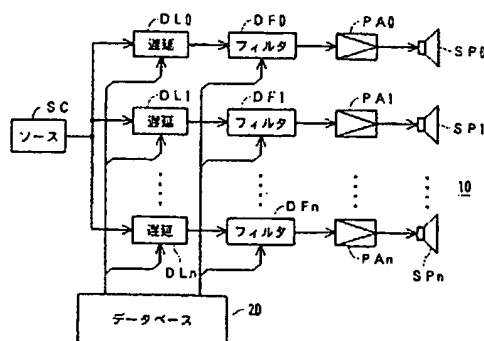 DL0 DF0 PA0
遅延 フィルタ
SP0
SC DL1 DF1 PA1
ソース 遅延 フィルタ
SP1
DFn 10
遅延 フィルタ
DLn PAn SPn
データベース 20